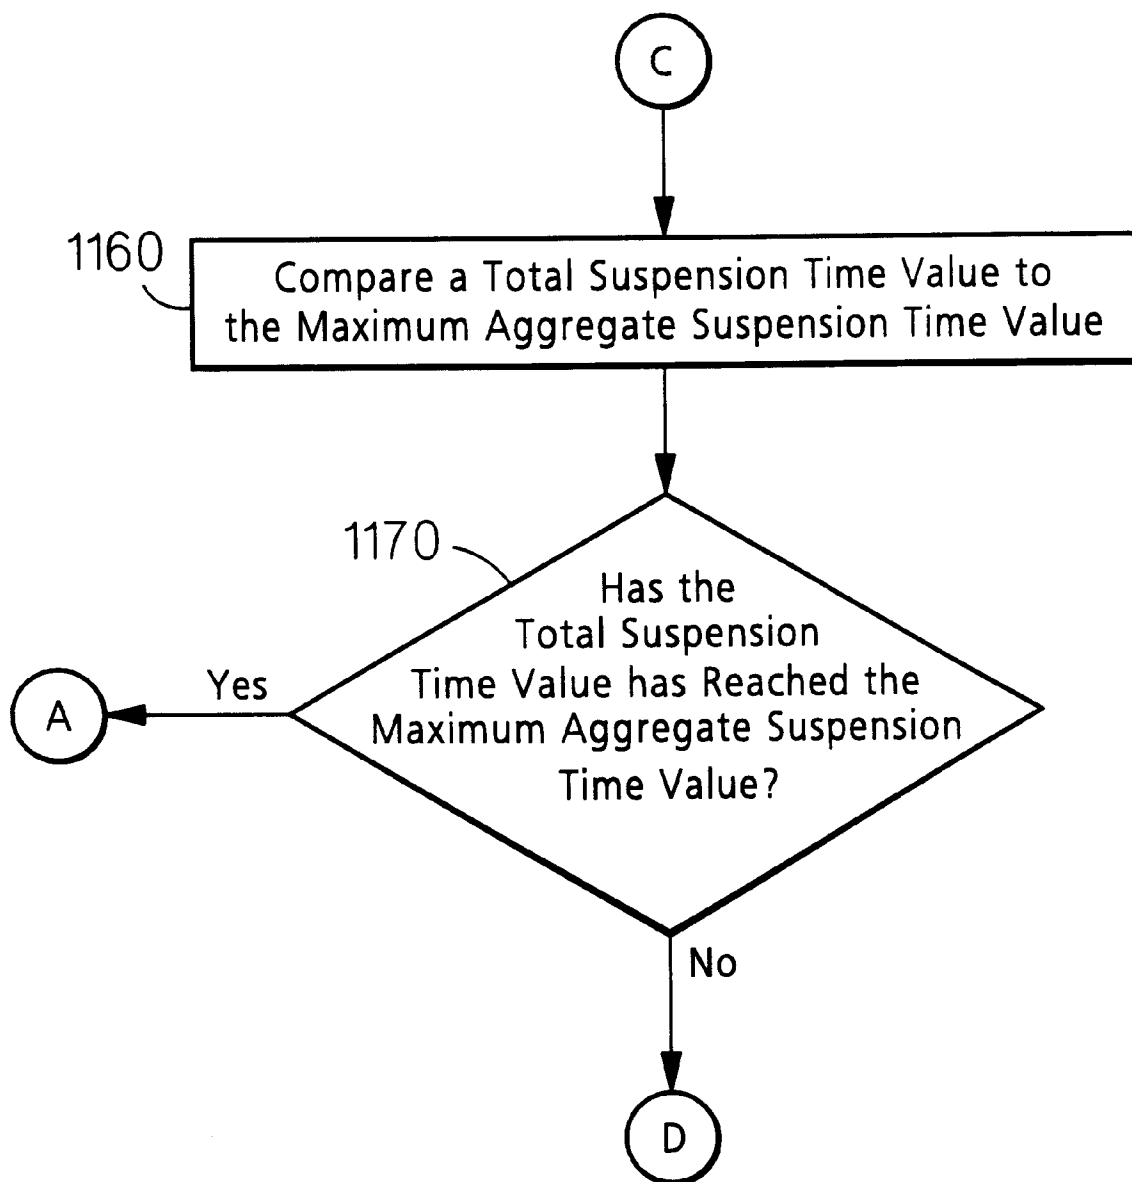 C
1160
Compare a Total Suspension Time Value to
the Maximum Aggregate Suspension Time Value
1170
Has the
Total Suspension
Time Value has Reached the
Maximum Aggregate Suspension
Time Value?
Yes
A
No
D